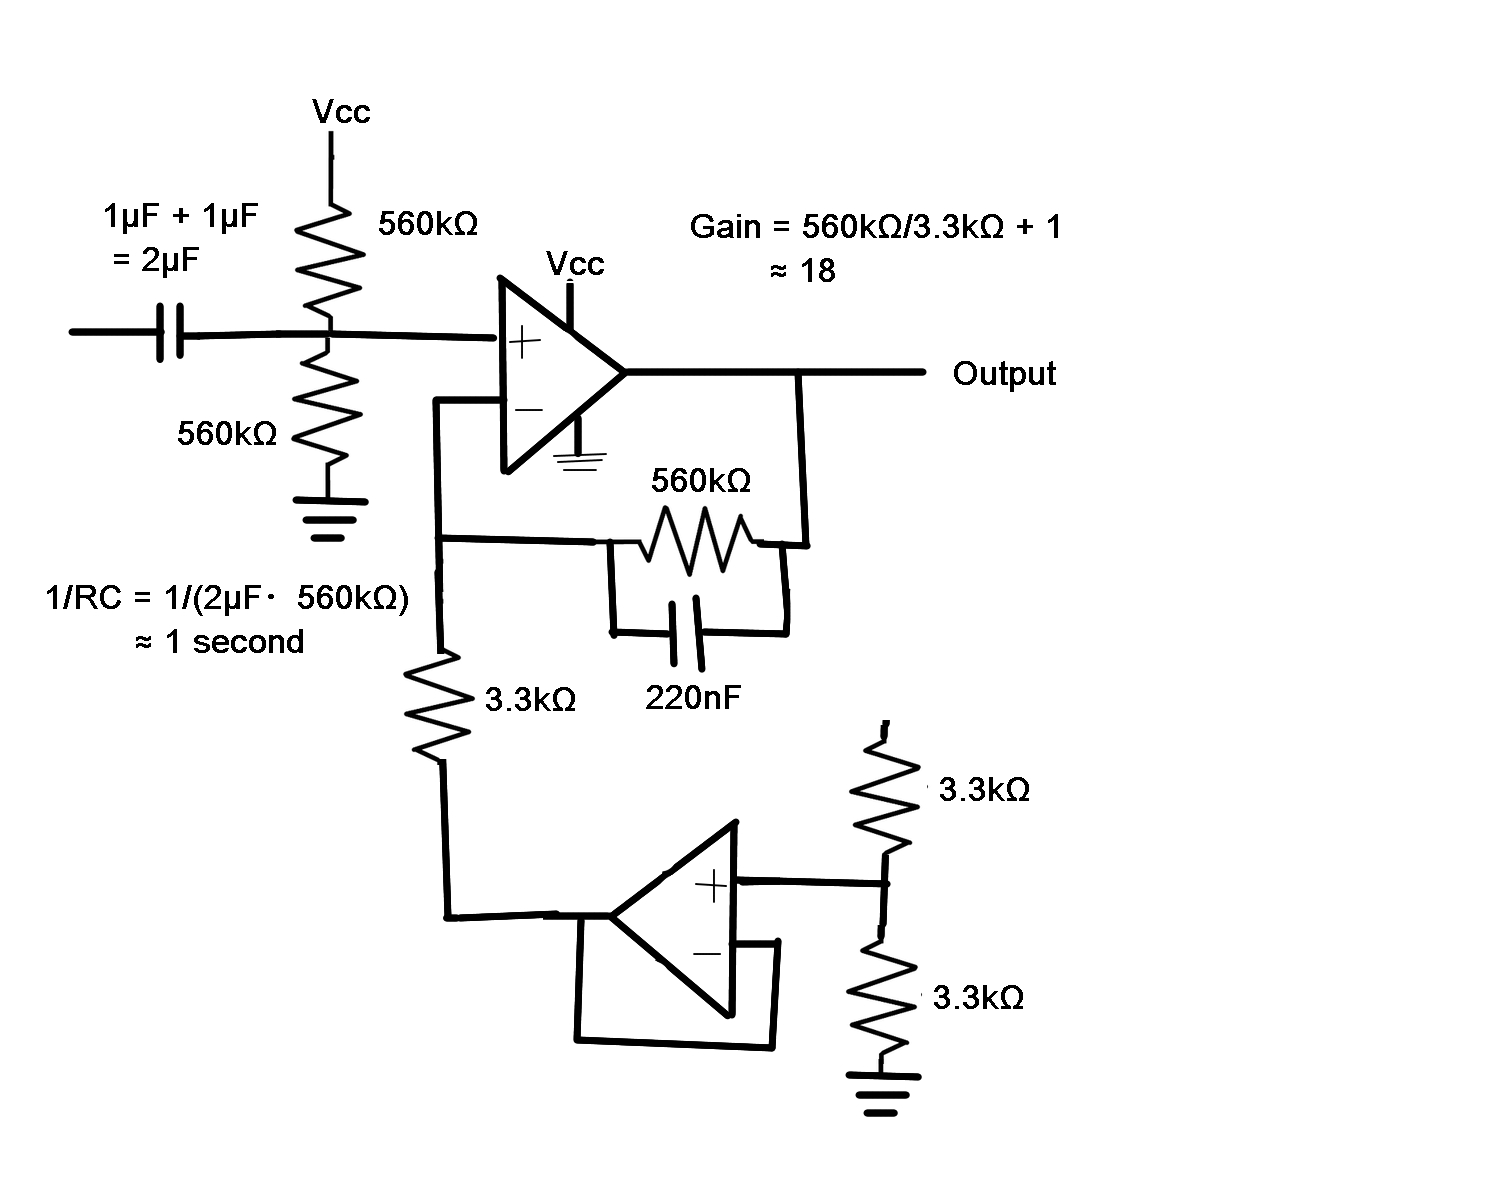 Vcc
1µF + 1µF
= 2µF
560kΩ
Gain = 560kΩ/3.3kΩ + 1
≈ 18
Vcc
+
−
560kΩ
Output
560kΩ
1/RC = 1/(2µF· 560kΩ)
≈ 1 second
3.3kΩ
220nF
3.3kΩ
+
−
3.3kΩ